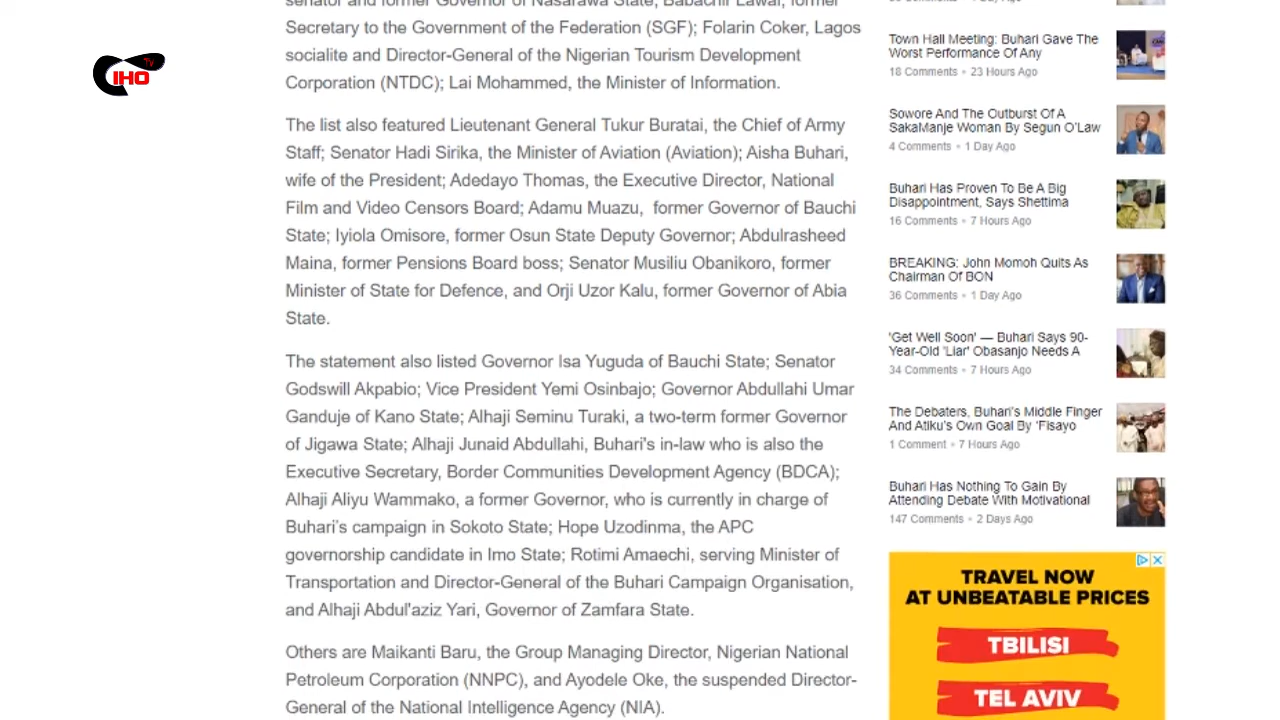 senator and former Governor of Nasarawa State; Babachir Lawal, former
Secretary to the Government of the Federation (SGF); Folarin Coker, Lagos
socialite and Director-General of the Nigerian Tourism Development
Corporation (NTDC); Lai Mohammed, the Minister of Information.
The list also featured Lieutenant General Tukur Buratai, the Chief of Army
Staff; Senator Hadi Sirika, the Minister of Aviation (Aviation); Aisha Buhari,
wife of the President; Adedayo Thomas, the Executive Director, National
Film and Video Censors Board; Adamu Muazu, former Governor of Bauchi
State; Iyiola Omisore, former Osun State Deputy Governor; Abdulrasheed
Maina, former Pensions Board boss; Senator Musiliu Obanikoro, former
Minister of State for Defence, and Orji Uzor Kalu, former Governor of Abia
State.
The statement also listed Governor Isa Yuguda of Bauchi State; Senator
Godswill Akpabio; Vice President Yemi Osinbajo; Governor Abdullahi Umar
Ganduje of Kano State; Alhaji Seminu Turaki, a two-term former Governor
of Jigawa State; Alhaji Junaid Abdullahi, Buhari's in-law who is also the
Executive Secretary, Border Communities Development Agency (BDCA);
Alhaji Aliyu Wammako, a former Governor, who is currently in charge of
Buhari's campaign in Sokoto State; Hope Uzodinma, the APC
governorship candidate in Imo State; Rotimi Amaechi, serving Minister of
Transportation and Director-General of the Buhari Campaign Organisation,
and Alhaji Abdul'aziz Yari, Governor of Zamfara State.
Others are Maikanti Baru, the Group Managing Director, Nigerian National
Petroleum Corporation (NNPC), and Ayodele Oke, the suspended Director-
General of the National Intelligence Agency (NIA).
Tv
IHO
Town Hall Meeting: Buhari Gave The
Worst Performance Of Any
18 Comments • 23 Hours Ago
Sowore And The Outburst Of A
SakaManje Woman By Segun O'Law
4 Comments • 1 Day Ago
Buhari Has Proven To Be A Big
Disappointment, Says Shettima
16 Comments • 7 Hours Ago
BREAKING: John Momoh Quits As
Chairman Of BON
36 Comments • 1 Day Ago
'Get Well Soon' — Buhari Says 90-
Year-Old 'Liar' Obasanjo Needs A
34 Comments • 7 Hours Ago
The Debaters, Buhari's Middle Finger
And Atiku's Own Goal By 'Fisayo
1 Comment • 7 Hours Ago
Buhari Has Nothing To Gain By
Attending Debate With Motivational
147 Comments • 2 Days Ago
TRAVEL NOW
AT UNBEATABLE PRICES
TBILISI
TEL AVIV